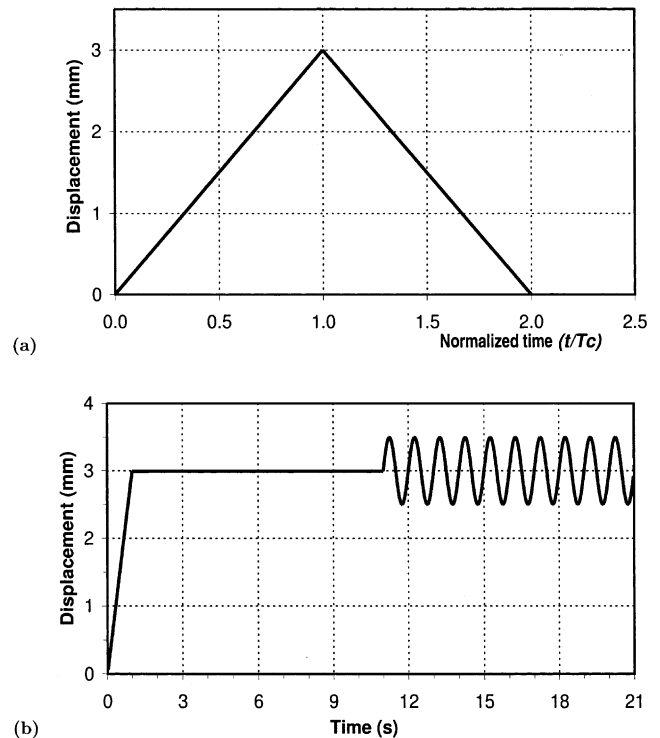 Displacement (mm)
3
2
1
0
0.0 0.5 1.0 1.5 2.0 2.5
Normalized time (t/Tc)
(a)
Displacement (mm)
4
3
2
1
0
0 3 6 9 12 15 18 21
Time (s)
(b)